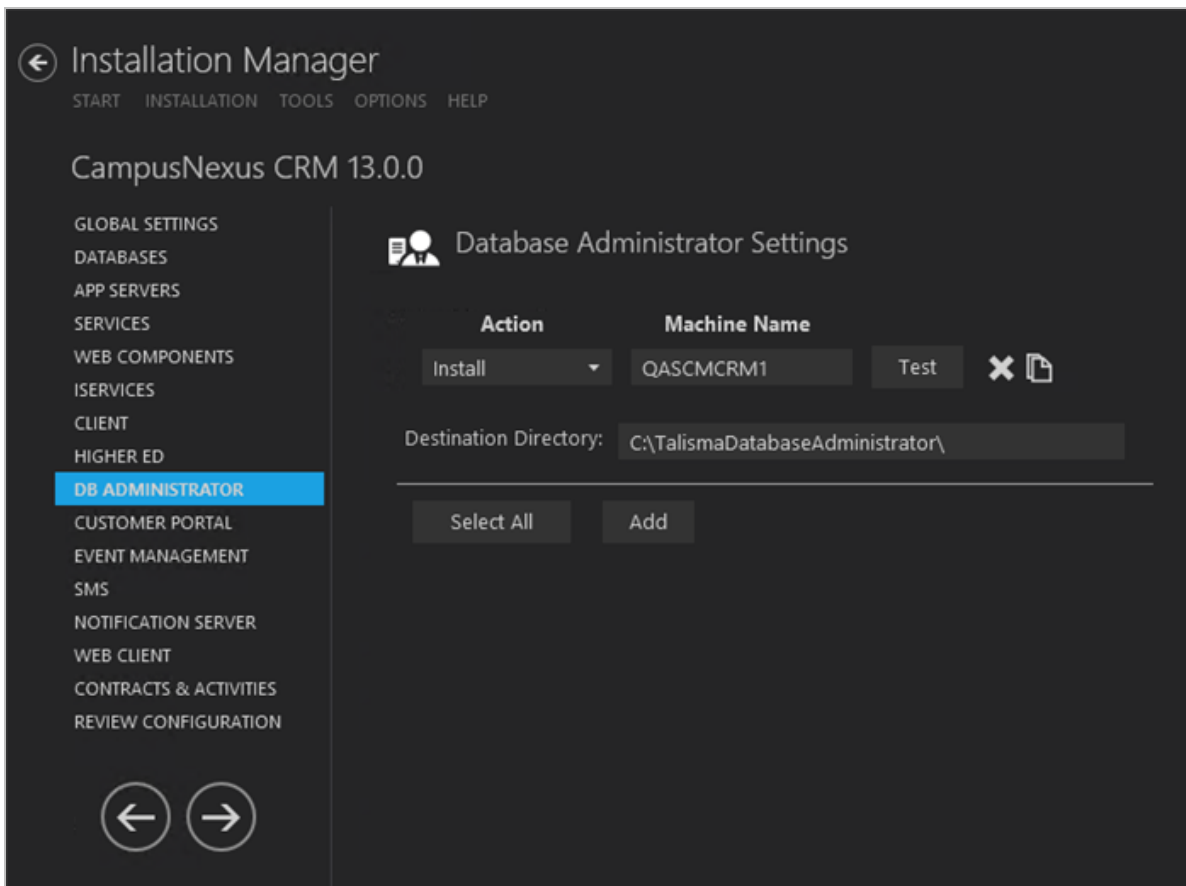 Installation Manager
START INSTALLATION TOOLS OPTIONS HELP
CampusNexus CRM 13.0.0
GLOBAL SETTINGS
DATABASES
APP SERVERS
SERVICES
WEB COMPONENTS
ISERVICES
CLIENT
HIGHER ED
DB ADMINISTRATOR
CUSTOMER PORTAL
EVENT MANAGEMENT
SMS
NOTIFICATION SERVER
WEB CLIENT
CONTRACTS & ACTIVITIES
REVIEW CONFIGURATION
Database Administrator Settings
Action Machine Name
Install QASCMCRM1 Test
Destination Directory: C:\TalismaDatabaseAdministrator\
Select All Add